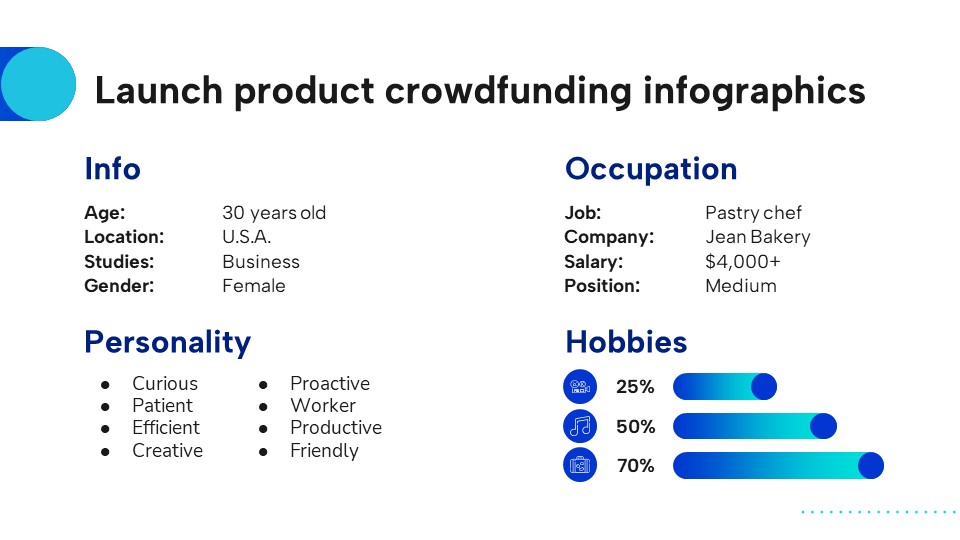 Launch product crowdfunding infographics
Info
Age: 30 years old
Location: U.S.A.
Studies: Business
Gender: Female
Occupation
Job: Pastry chef
Company: Jean Bakery
Salary: $4,000+
Position: Medium
Personality
● Curious
● Patient
● Efficient
● Creative
● Proactive
● Worker
● Productive
● Friendly
Hobbies
25%
50%
70%